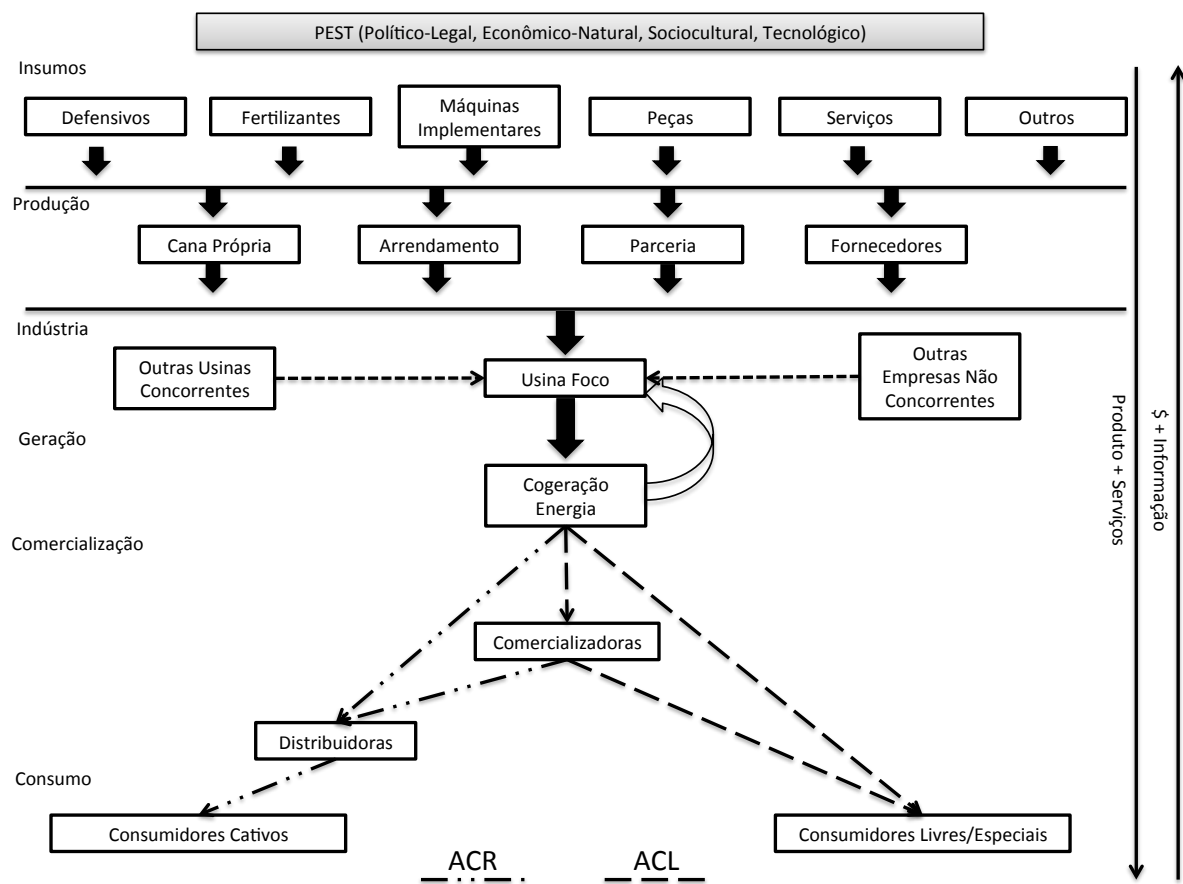 PEST (Político-Legal, Econômico-Natural, Sociocultural, Tecnológico)
Insumos
Defensivos
Fertilizantes
Máquinas
Implementares
Peças
Serviços
Outros
Produção
Cana Própria
Arrendamento
Parceria
Fornecedores
Indústria
Outras Usinas
Concorrentes
Usina Foco
Outras
Empresas Não
Concorrentes
Geração
Cogeração
Energia
Comercialização
Comercializadoras
Distribuidoras
Consumo
Consumidores Cativos
Consumidores Livres/Especiais
ACR
ACL
Produto + Serviços
$ + Informação